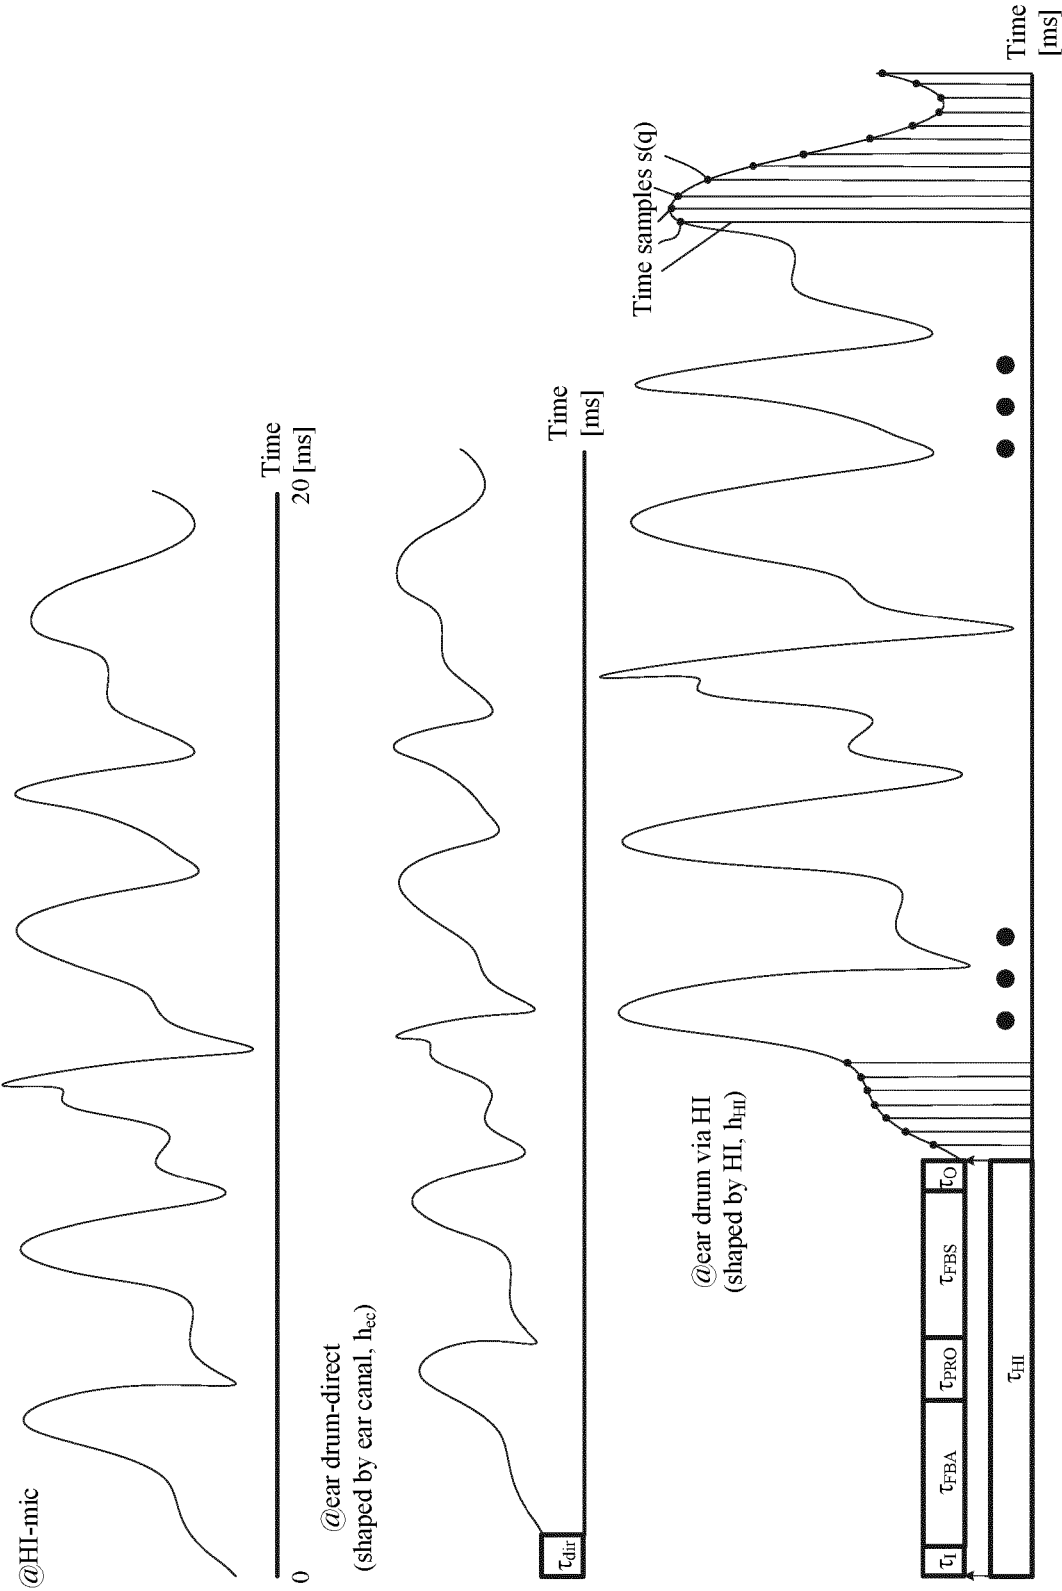 @HI-mic
0
Time
20 [ms]
@ear drum-direct
(shaped by ear canal, hec)
τdir
Time
[ms]
@ear drum via HI
(shaped by HI, hHI)
Time samples s(q)
τI
τFBA
τPRO
τFBS
τO
τHI
Time
[ms]